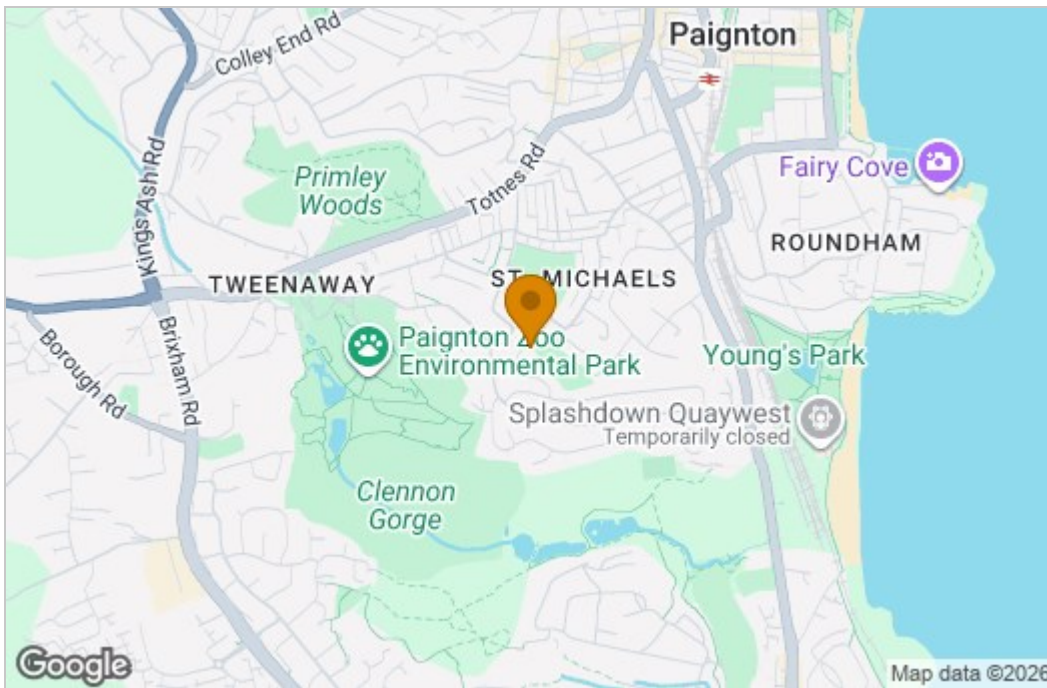 Colley End Rd
Paignton
Kings Ash Rd
Primley
Woods
Totnes Rd
Fairy Cove
ROUNDHAM
TWEENAWAY
ST MICHAELS
Paignton Zoo
Environmental Park
Young's Park
Borough Rd
Brixham Rd
Splashdown Quaywest
Temporarily closed
Clennon
Gorge
Google
Map data ©2026